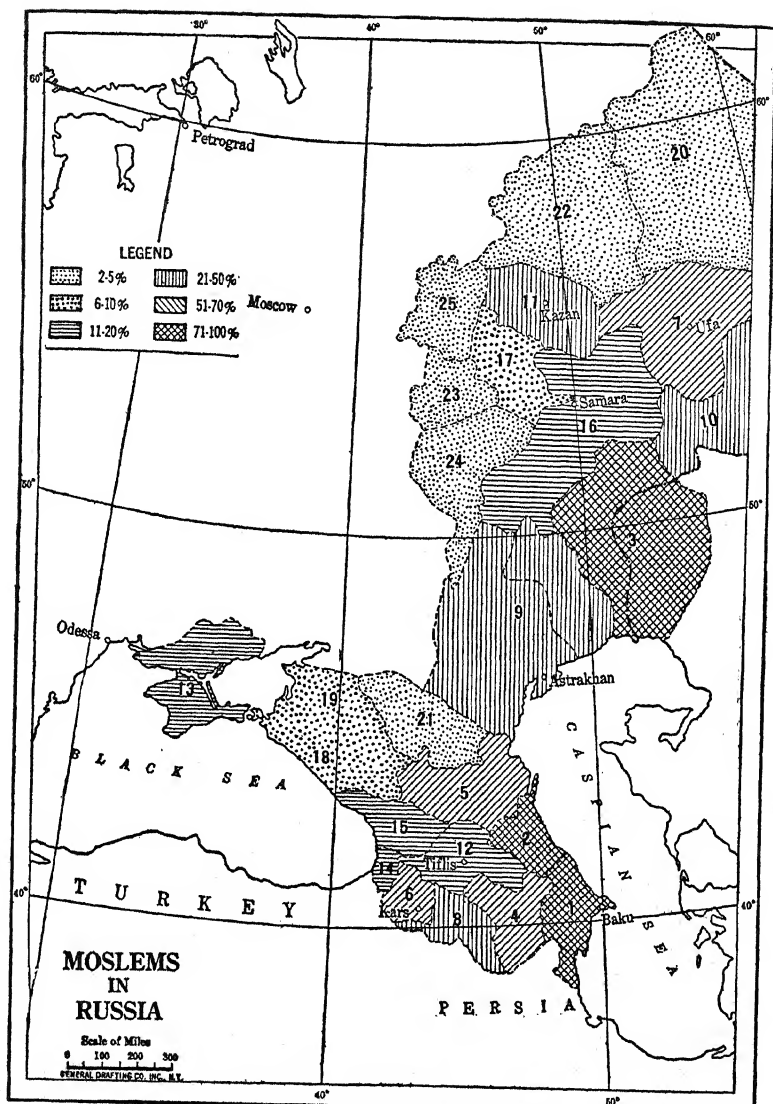 30° 40° 50° 60°
60° 60°
Petrograd
20
22
LEGEND
2-5% 21-50%
6-10% 51-70%
11-20% 71-100%
Moscow
25
11
Kazan
7
Ufa
17
23
Samara
16
10
24
50° 50°
3
9
Odessa
Astrakhan
13
19
21
18
BLACK SEA
CASPIAN SEA
5
15
2
12
Tiflis
14
6
Kars
8
4
1
Baku
40° 40°
TURKEY
PERSIA
MOSLEMS
IN
RUSSIA
Scale of Miles
0 100 200 300
GENERAL DRAFTING CO. INC., N.Y.
40° 50°